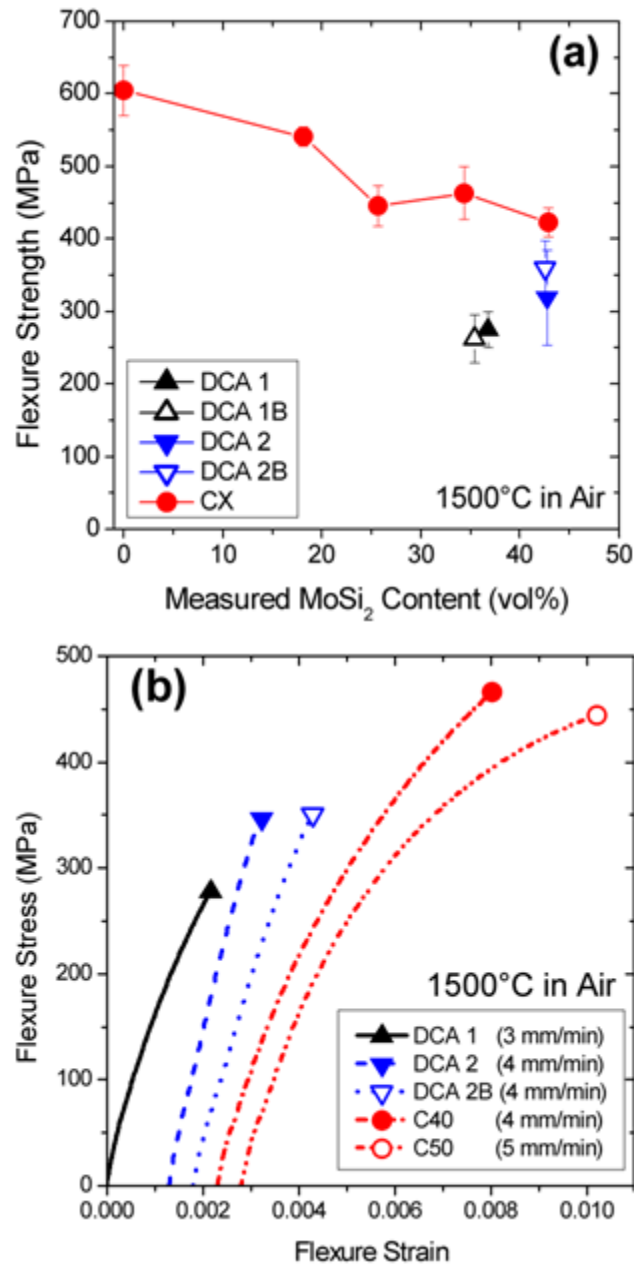 (a)
700
600
500
400
300
200
100
0
Flexure Strength (MPa)
DCA 1
DCA 1B
DCA 2
DCA 2B
CX
1500°C in Air
0 10 20 30 40 50
Measured MoSi₂ Content (vol%)
(b)
500
400
300
200
100
0
Flexure Stress (MPa)
1500°C in Air
DCA 1 (3 mm/min)
DCA 2 (4 mm/min)
DCA 2B (4 mm/min)
C40 (4 mm/min)
C50 (5 mm/min)
0.000 0.002 0.004 0.006 0.008 0.010
Flexure Strain